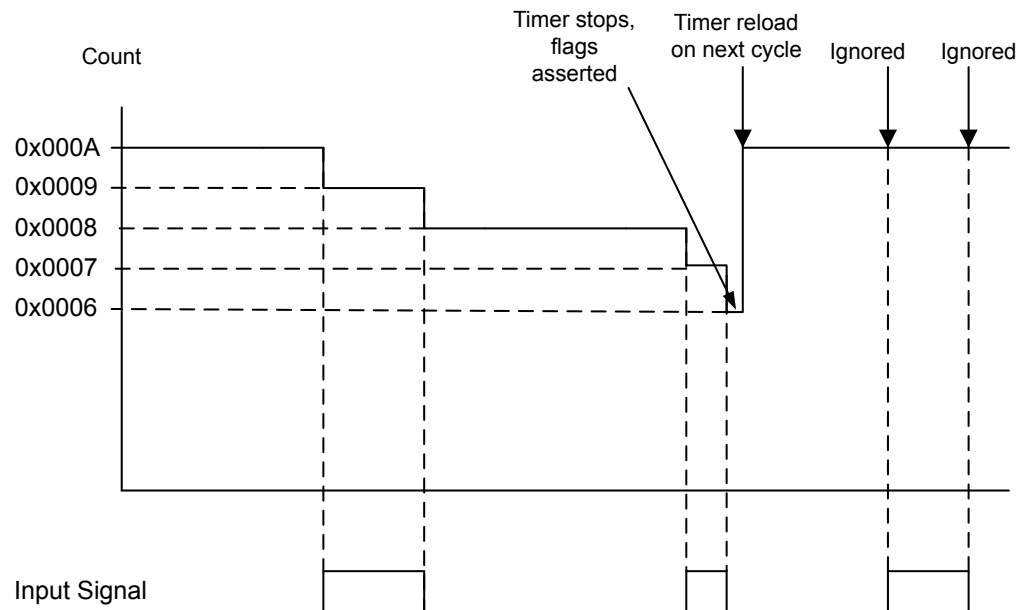 Timer stops,
flags
asserted
Timer reload
on next cycle
Ignored
Ignored
Count
0x000A
0x0009
0x0008
0x0007
0x0006
Input Signal